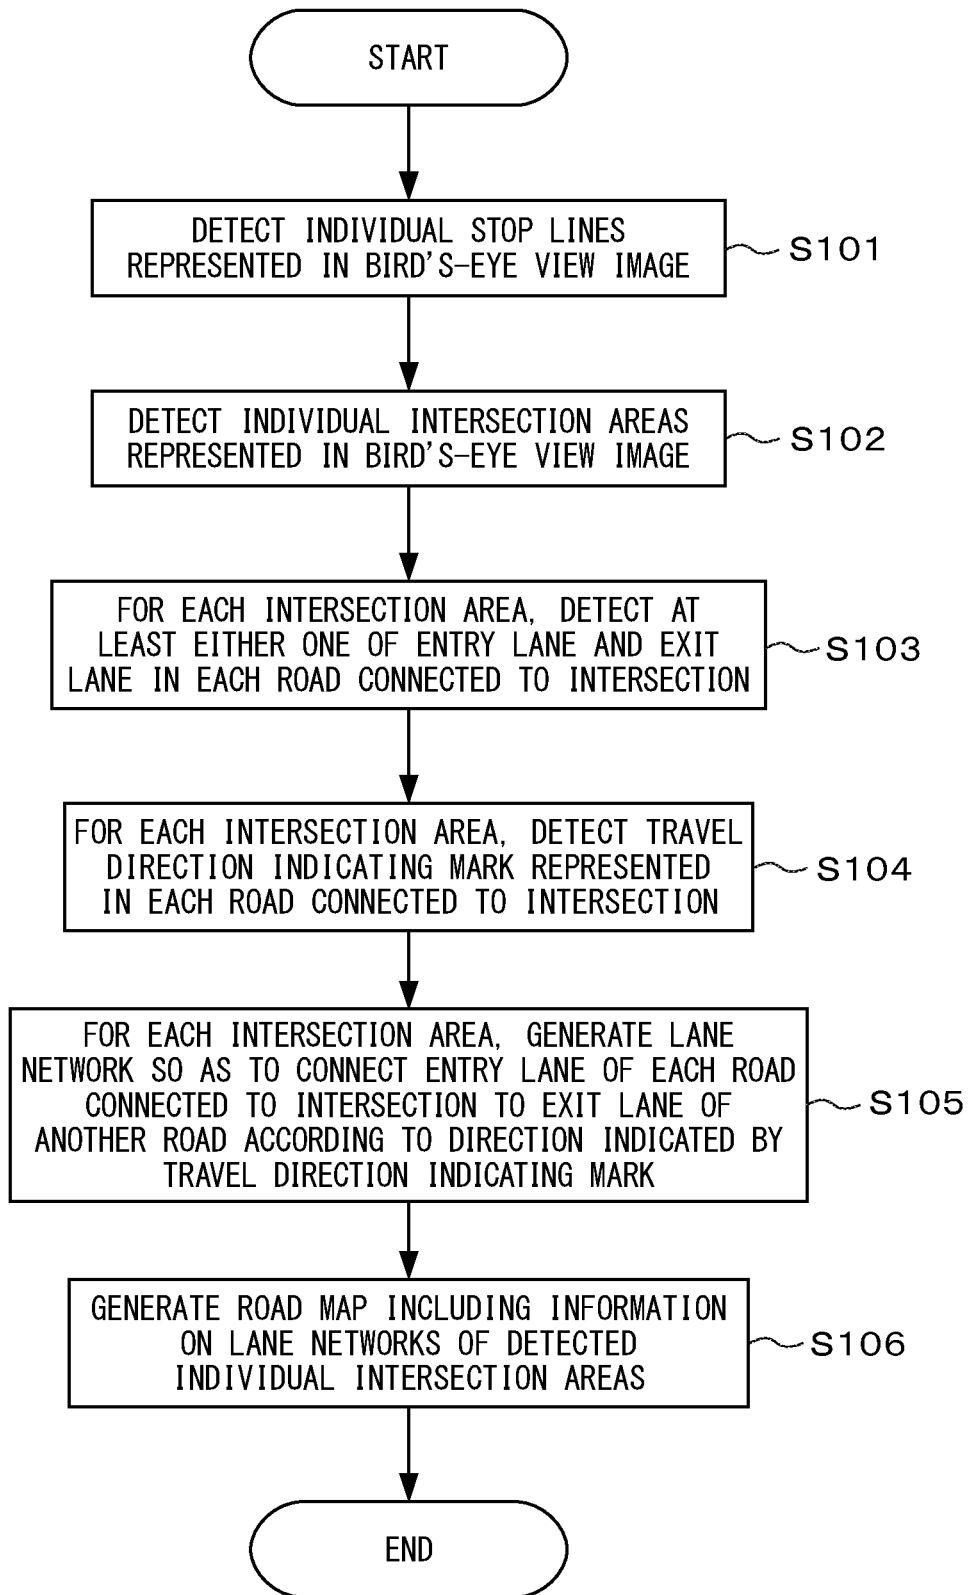 START
DETECT INDIVIDUAL STOP LINES
REPRESENTED IN BIRD'S-EYE VIEW IMAGE
S101
DETECT INDIVIDUAL INTERSECTION AREAS
REPRESENTED IN BIRD'S-EYE VIEW IMAGE
S102
FOR EACH INTERSECTION AREA, DETECT AT
LEAST EITHER ONE OF ENTRY LANE AND EXIT
LANE IN EACH ROAD CONNECTED TO INTERSECTION
S103
FOR EACH INTERSECTION AREA, DETECT TRAVEL
DIRECTION INDICATING MARK REPRESENTED
IN EACH ROAD CONNECTED TO INTERSECTION
S104
FOR EACH INTERSECTION AREA, GENERATE LANE
NETWORK SO AS TO CONNECT ENTRY LANE OF EACH ROAD
CONNECTED TO INTERSECTION TO EXIT LANE OF
ANOTHER ROAD ACCORDING TO DIRECTION INDICATED BY
TRAVEL DIRECTION INDICATING MARK
S105
GENERATE ROAD MAP INCLUDING INFORMATION
ON LANE NETWORKS OF DETECTED
INDIVIDUAL INTERSECTION AREAS
S106
END